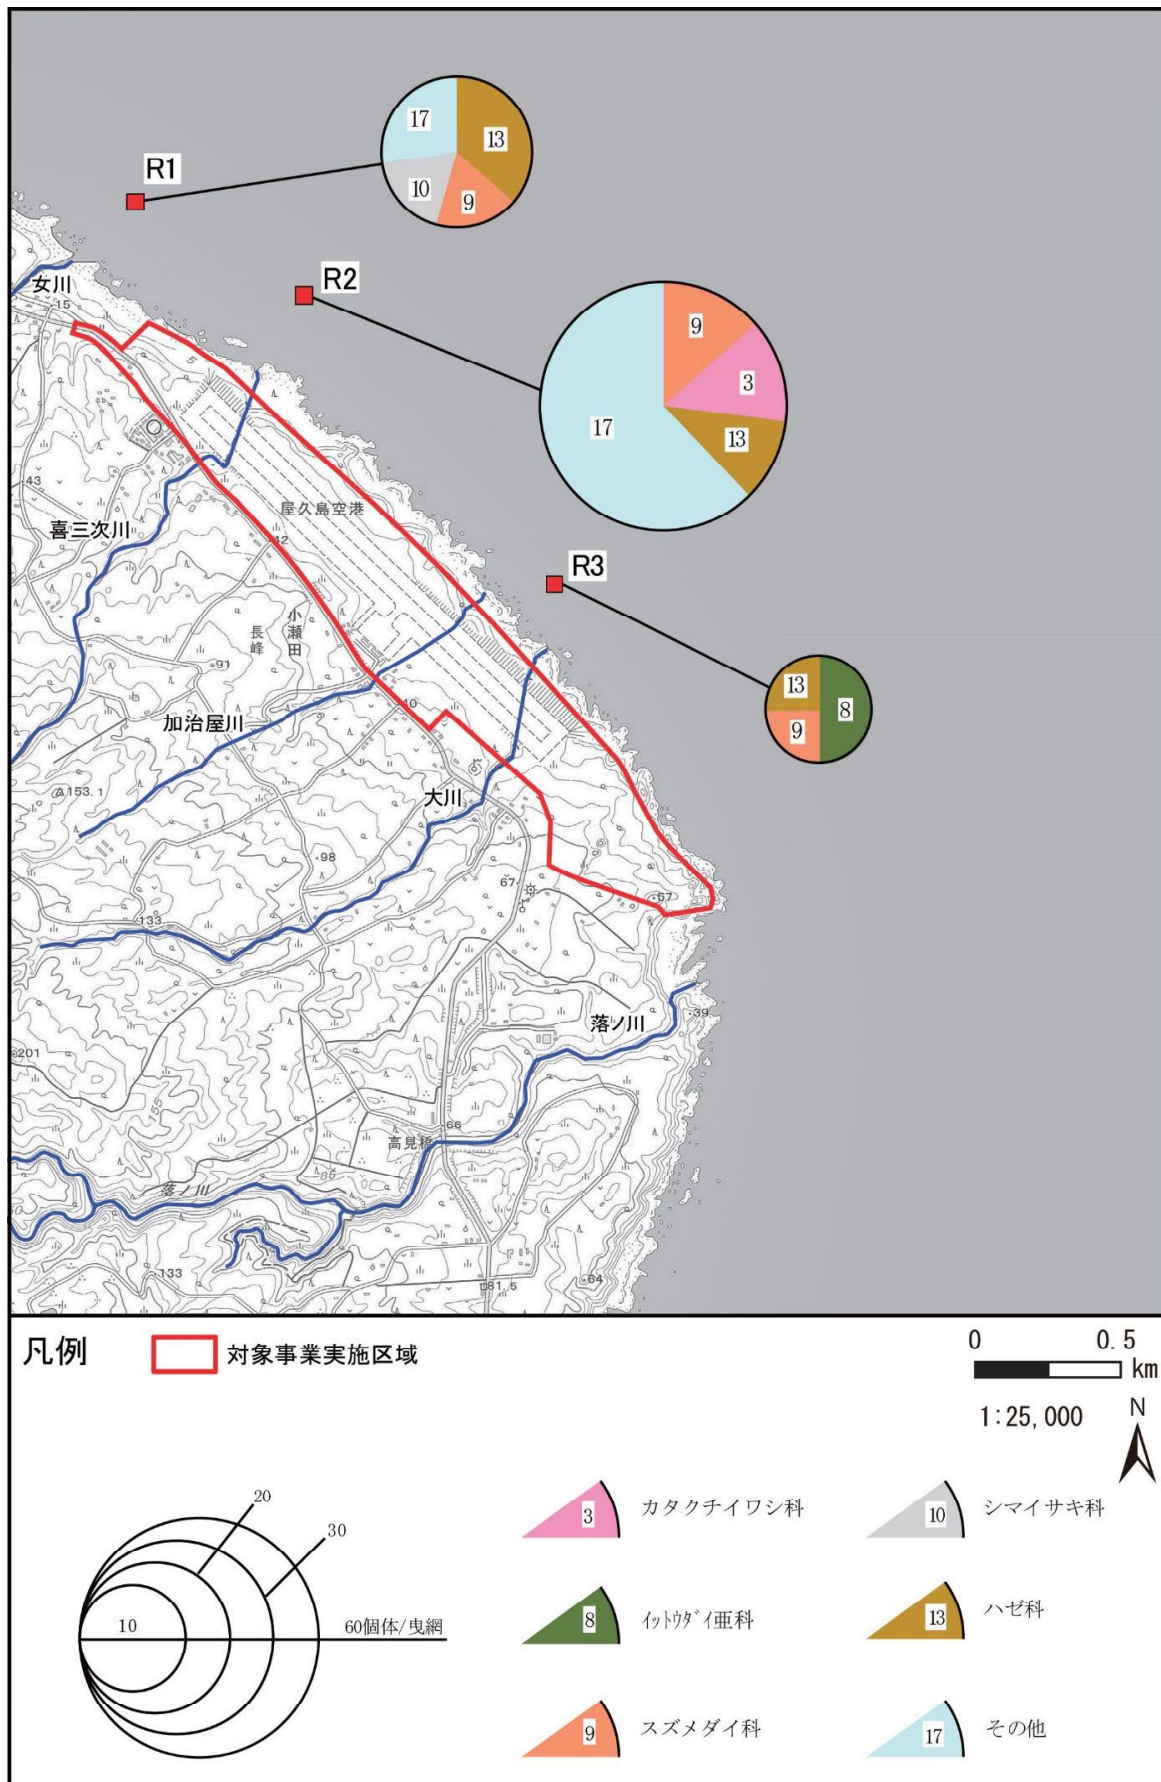 17
13
10
9
R1
R2
9
3
13
17
女川
15
43
喜三次川
屋久島空港
42
小瀬田
長峰
91
R3
13
8
9
加治屋川
40
153.1
大川
98
67
133
57
落ノ川
39
201
155
66
高見橋
落ノ川
133
81.5
64
凡例
対象事業実施区域
0 0.5
km
1:25,000
N
20
30
10
60個体/曳網
3 カタクチイワシ科
10 シマイサキ科
8 イットウダイ亜科
13 ハゼ科
9 スズメダイ科
17 その他